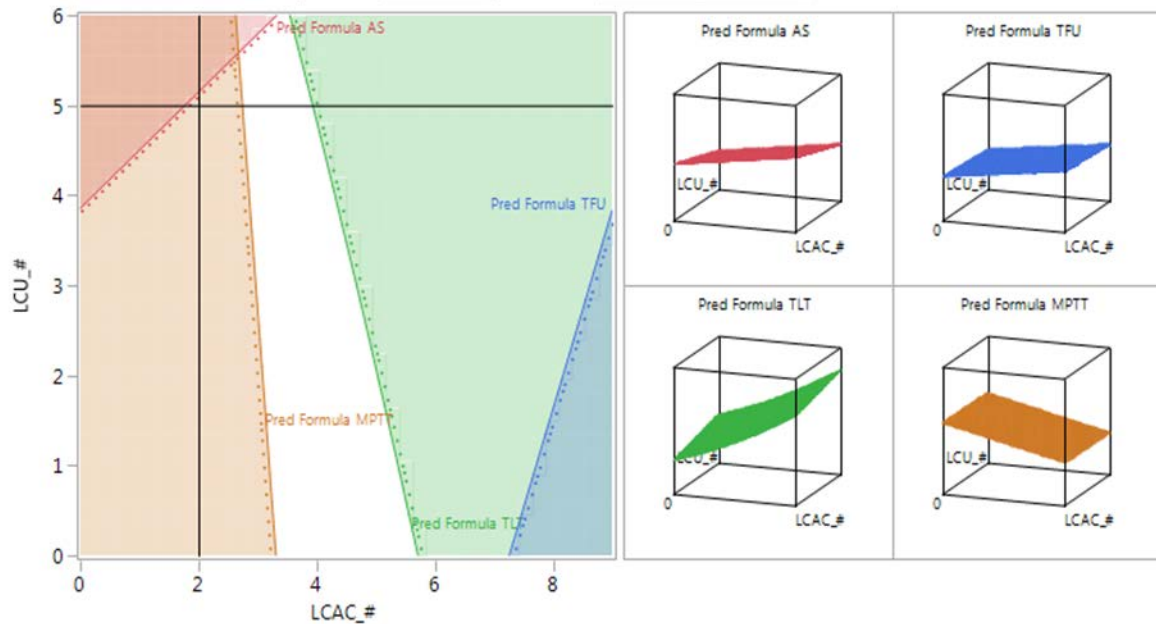 6
5
4
3
2
1
0
LCU_#
0
2
4
6
8
LCAC_#
Pred Formula AS
Pred Formula TFU
Pred Formula MPTT
Pred Formula TLT
Pred Formula AS
LCU_#
0
LCAC_#
Pred Formula TFU
LCU_#
0
LCAC_#
Pred Formula TLT
LCU_#
0
LCAC_#
Pred Formula MPTT
LCU_#
0
LCAC_#